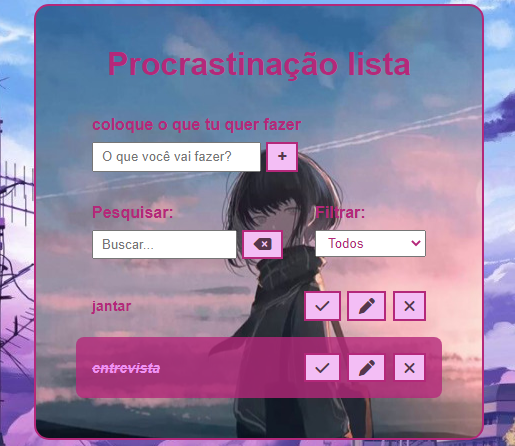 Procrastinação lista
coloque o que tu quer fazer
O que você vai fazer? +
Pesquisar: Filtrar:
Buscar... Todos
jantar
entrevista